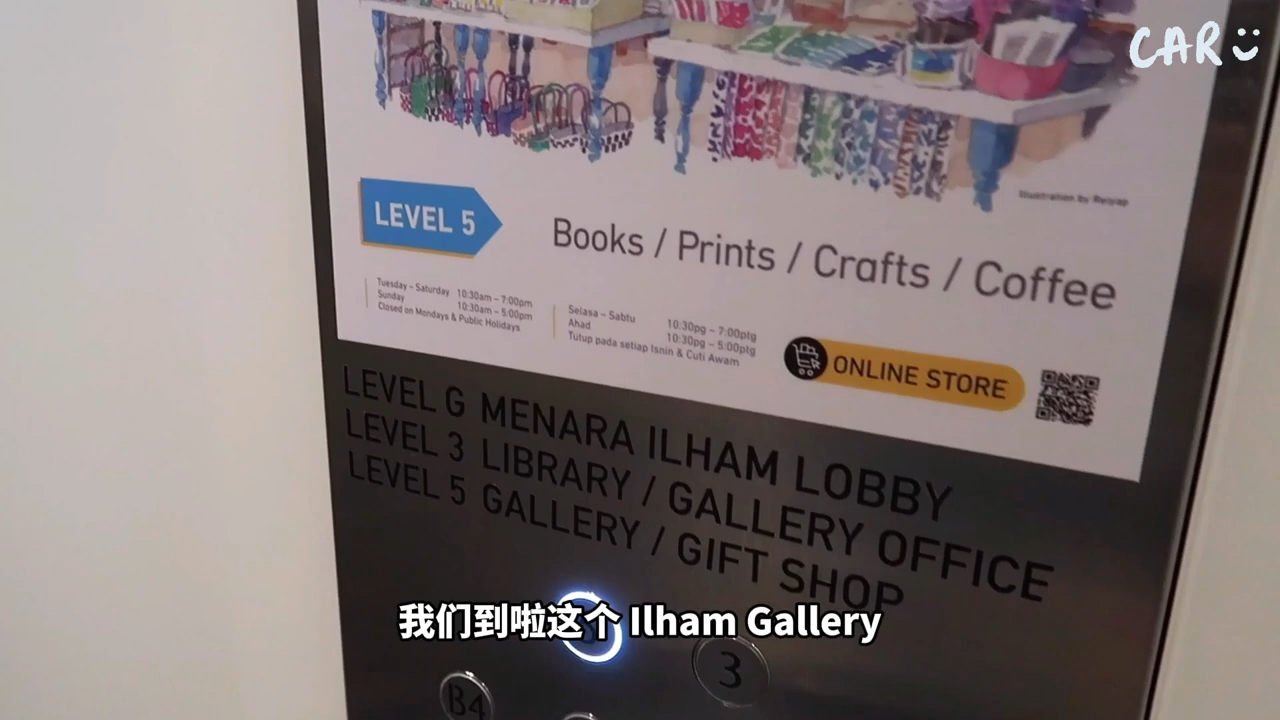 CAR
Illustration by Reiyap
LEVEL 5
Books / Prints / Crafts / Coffee
Tuesday – Saturday 10:30am – 7:00pm
Sunday 10:30am – 5:00pm
Closed on Mondays & Public Holidays
Selasa – Sabtu 10:30pg – 7:00ptg
Ahad 10:30pg – 5:00ptg
Tutup pada setiap Isnin & Cuti Awam
ONLINE STORE
LEVEL G MENARA ILHAM LOBBY
LEVEL 3 LIBRARY / GALLERY OFFICE
LEVEL 5 GALLERY / GIFT SHOP
我们到啦这个 Ilham Gallery
3
B4